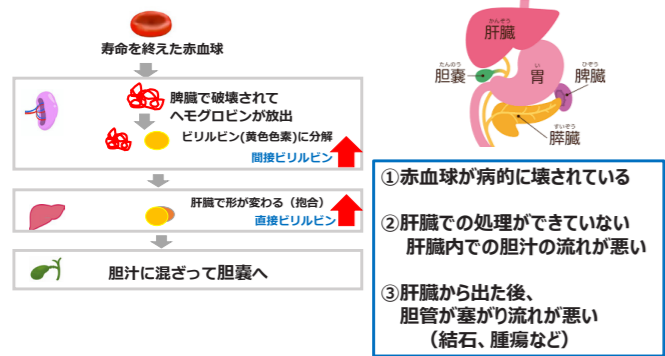 寿命を終えた赤血球
脾臓で破壊されて
ヘモグロビンが放出
ビリルビン(黄色色素)に分解
間接ビリルビン
肝臓で形が変わる（抱合）
直接ビリルビン
胆汁に混ざって胆嚢へ
かんぞう
肝臓
たんのう
胆嚢
い
胃
ひぞう
脾臓
すいぞう
膵臓
①赤血球が病的に壊されている
②肝臓での処理ができていない
肝臓内での胆汁の流れが悪い
③肝臓から出た後、
胆管が塞がり流れが悪い
（結石、腫瘍など）